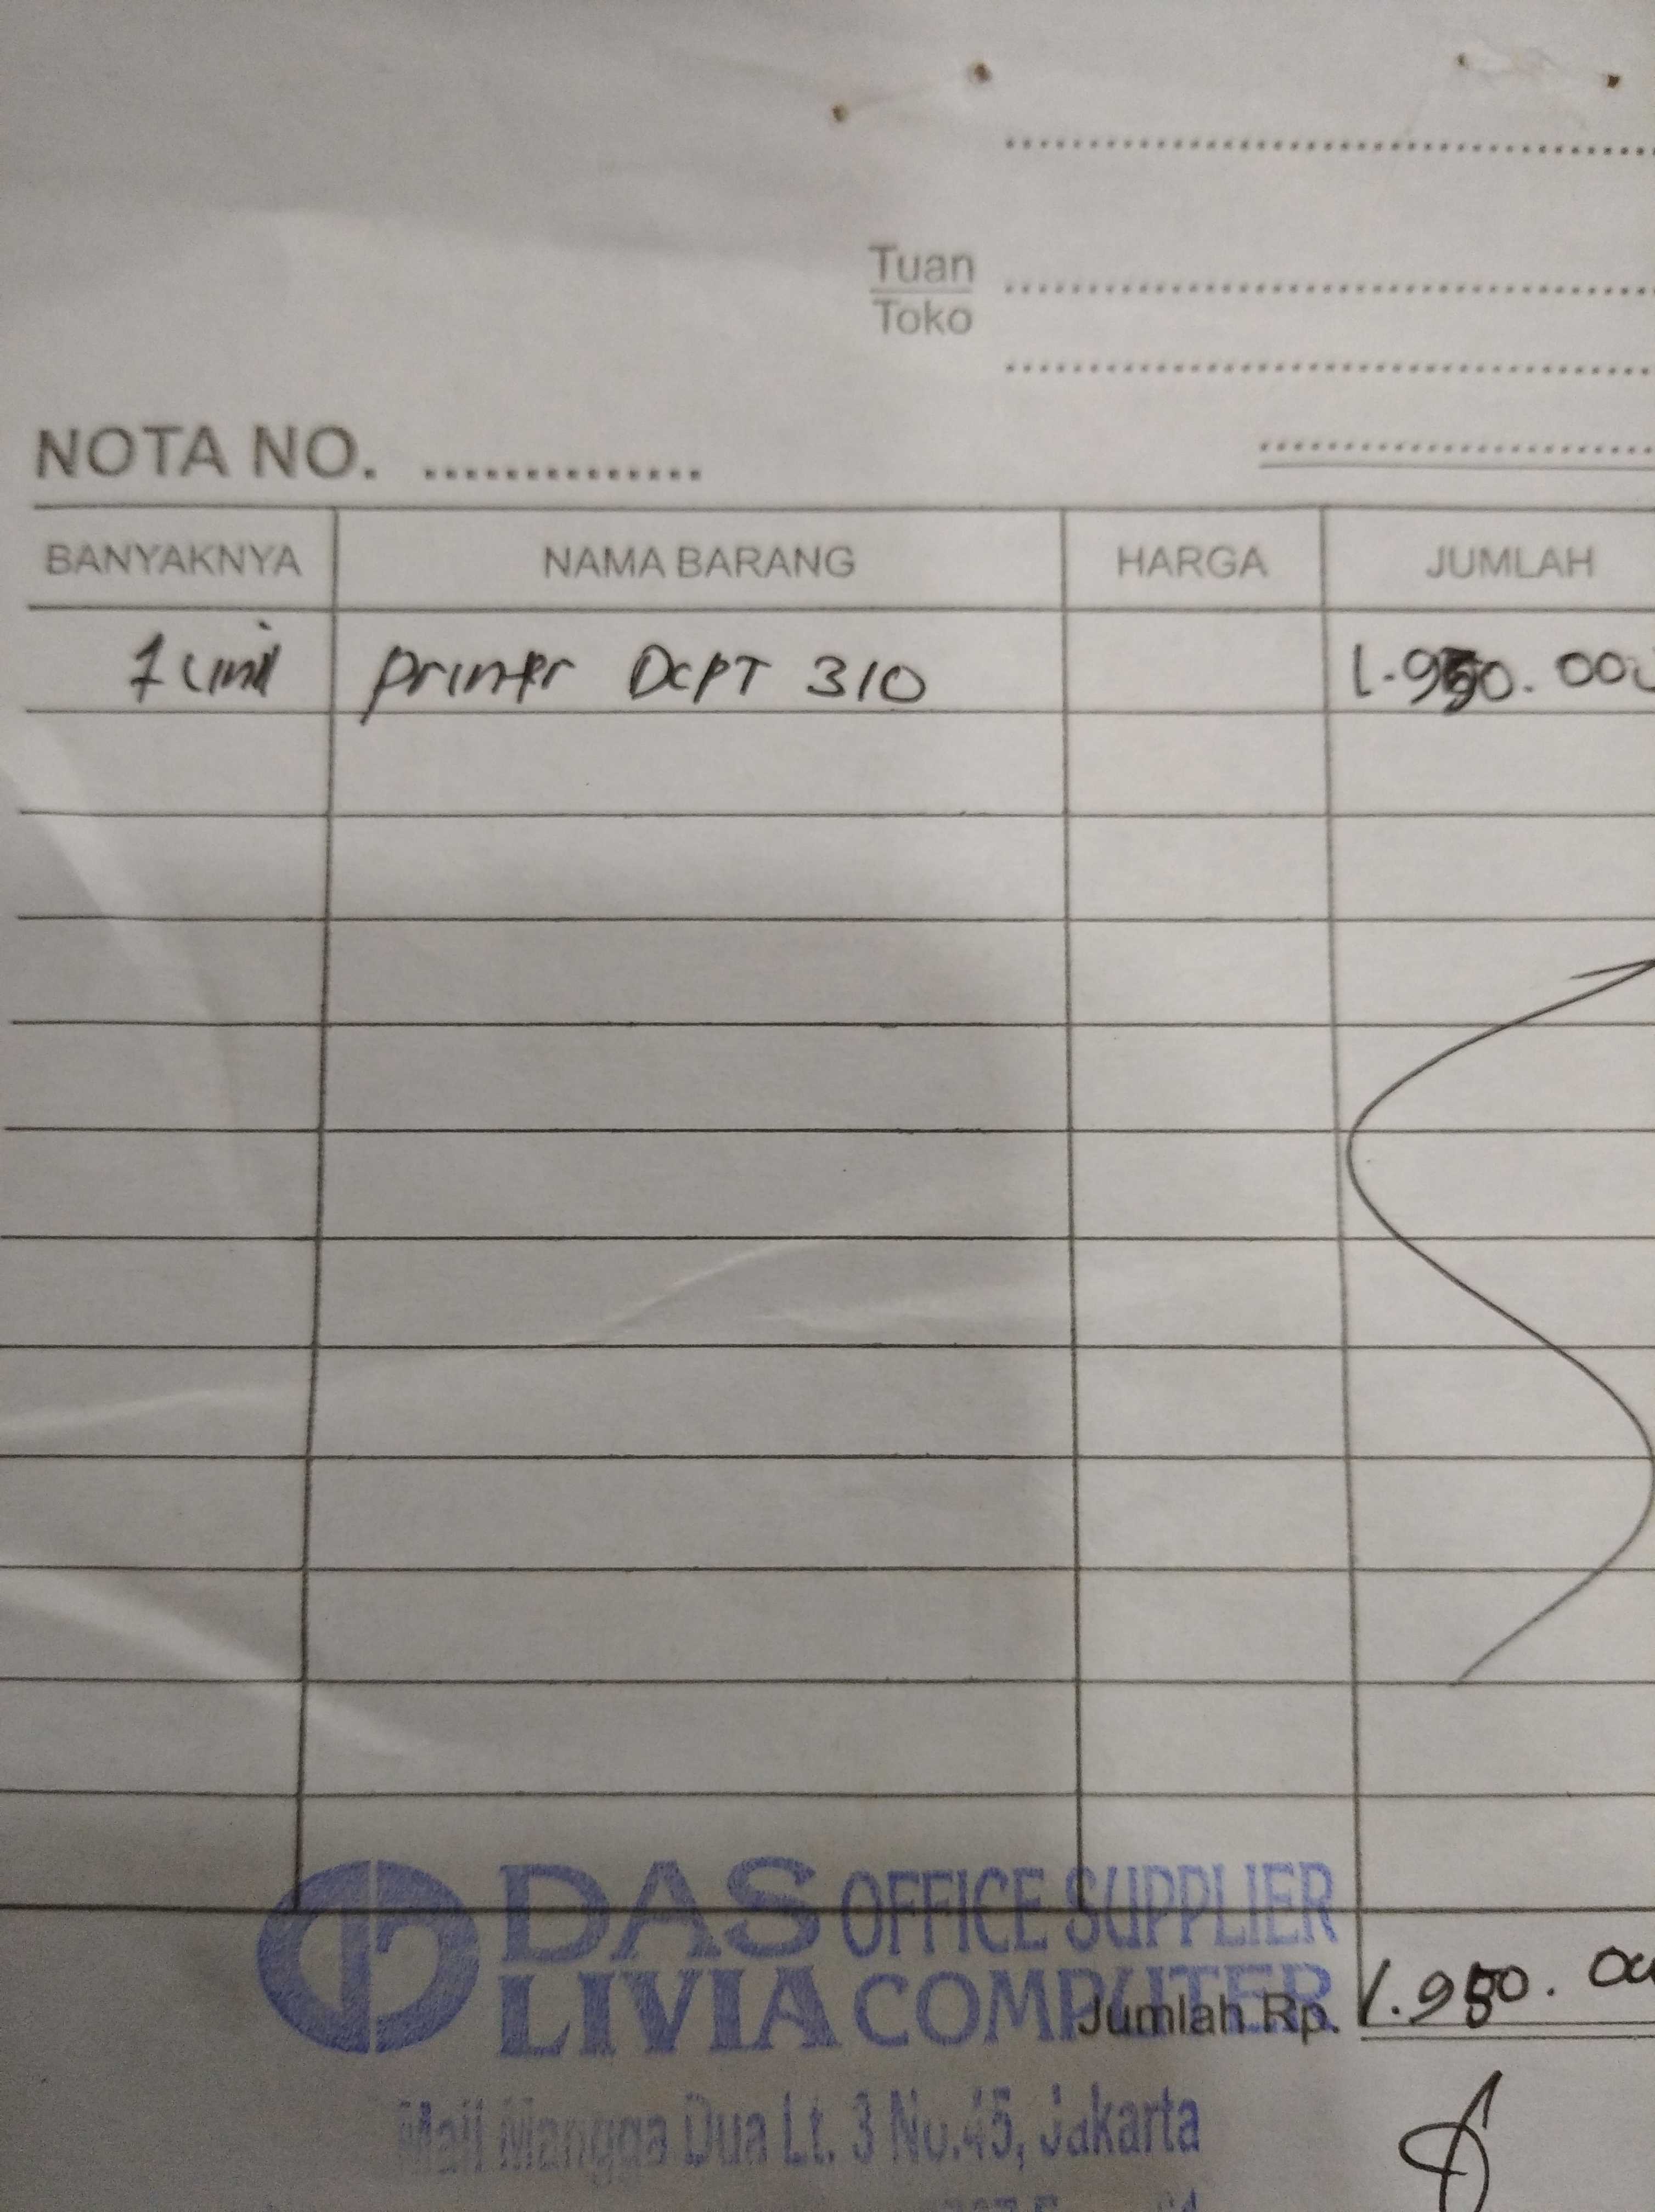 Tuan
Toko
NOTA NO. ..............
BANYAKNYA NAMA BARANG HARGA JUMLAH
1 unit printer DCPT 310 1.950.000
DAS OFFICE SUPPLIER
LIVIA COMPUTER
Jumlah Rp. 1.950.00
Mall Mangga Dua Lt. 3 No.45, Jakarta